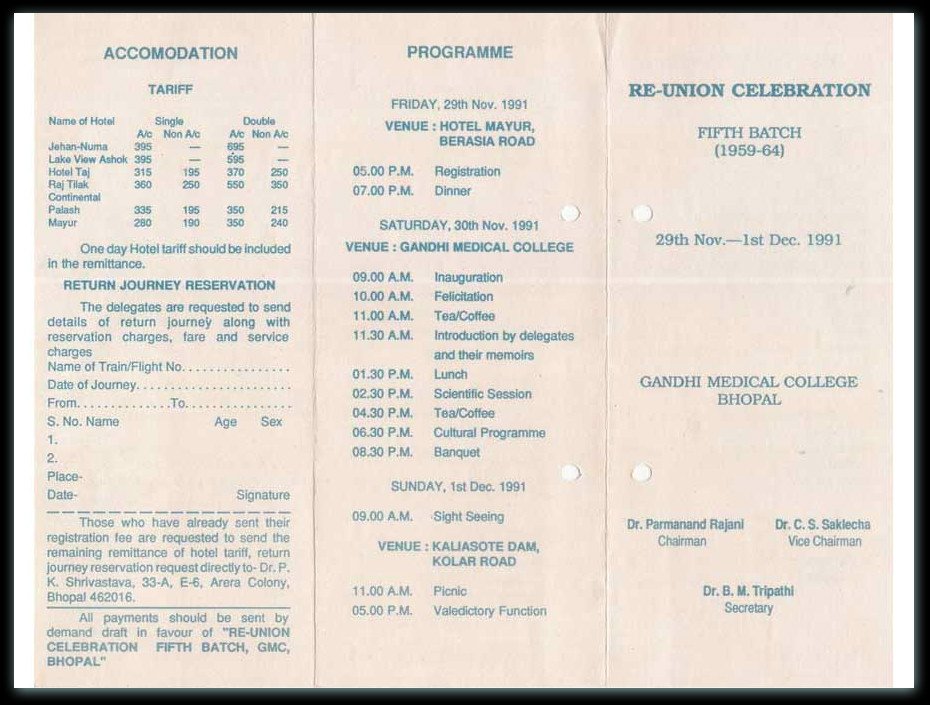 ACCOMODATION
TARIFF
Name of Hotel Single Double
A/c Non A/c A/c Non A/c
Jehan-Numa 395 — 695 —
Lake View Ashok 395 — 595 —
Hotel Taj 315 195 370 250
Raj Tilak 360 250 550 350
Continental
Palash 335 195 350 215
Mayur 280 190 350 240
One day Hotel tariff should be included
in the remittance.
RETURN JOURNEY RESERVATION
The delegates are requested to send
details of return journey along with
reservation charges, fare and service
charges
Name of Train/Flight No................
Date of Journey.......................
From..............To................
S. No. Name Age Sex
1.
2.
Place-
Date- Signature
Those who have already sent their
registration fee are requested to send the
remaining remittance of hotel tariff, return
journey reservation request directly to- Dr. P.
K. Shrivastava, 33-A, E-6, Arera Colony,
Bhopal 462016.
All payments should be sent by
demand draft in favour of "RE-UNION
CELEBRATION FIFTH BATCH, GMC,
BHOPAL"
PROGRAMME
FRIDAY, 29th Nov. 1991
VENUE : HOTEL MAYUR,
BERASIA ROAD
05.00 P.M. Registration
07.00 P.M. Dinner
SATURDAY, 30th Nov. 1991
VENUE : GANDHI MEDICAL COLLEGE
09.00 A.M. Inauguration
10.00 A.M. Felicitation
11.00 A.M. Tea/Coffee
11.30 A.M. Introduction by delegates
and their memoirs
01.30 P.M. Lunch
02.30 P.M. Scientific Session
04.30 P.M. Tea/Coffee
06.30 P.M. Cultural Programme
08.30 P.M. Banquet
SUNDAY, 1st Dec. 1991
09.00 A.M. Sight Seeing
VENUE : KALIASOTE DAM,
KOLAR ROAD
11.00 A.M. Picnic
05.00 P.M. Valedictory Function
RE-UNION CELEBRATION
FIFTH BATCH
(1959-64)
29th Nov.—1st Dec. 1991
GANDHI MEDICAL COLLEGE
BHOPAL
Dr. Parmanand Rajani Dr. C. S. Saklecha
Chairman Vice Chairman
Dr. B. M. Tripathi
Secretary